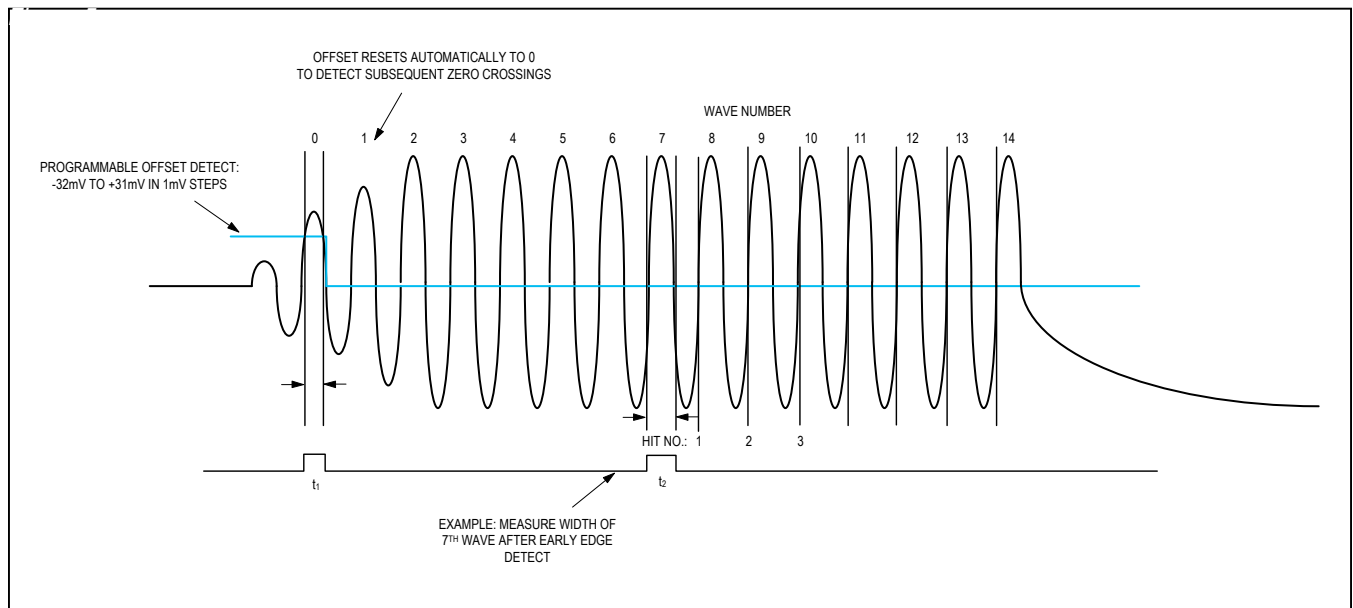 OFFSET RESETS AUTOMATICALLY TO 0
TO DETECT SUBSEQUENT ZERO CROSSINGS
WAVE NUMBER
0 1 2 3 4 5 6 7 8 9 10 11 12 13 14
PROGRAMMABLE OFFSET DETECT:
-32mV TO +31mV IN 1mV STEPS
HIT NO.: 1 2 3
t1 t2
EXAMPLE: MEASURE WIDTH OF
7TH WAVE AFTER EARLY EDGE
DETECT